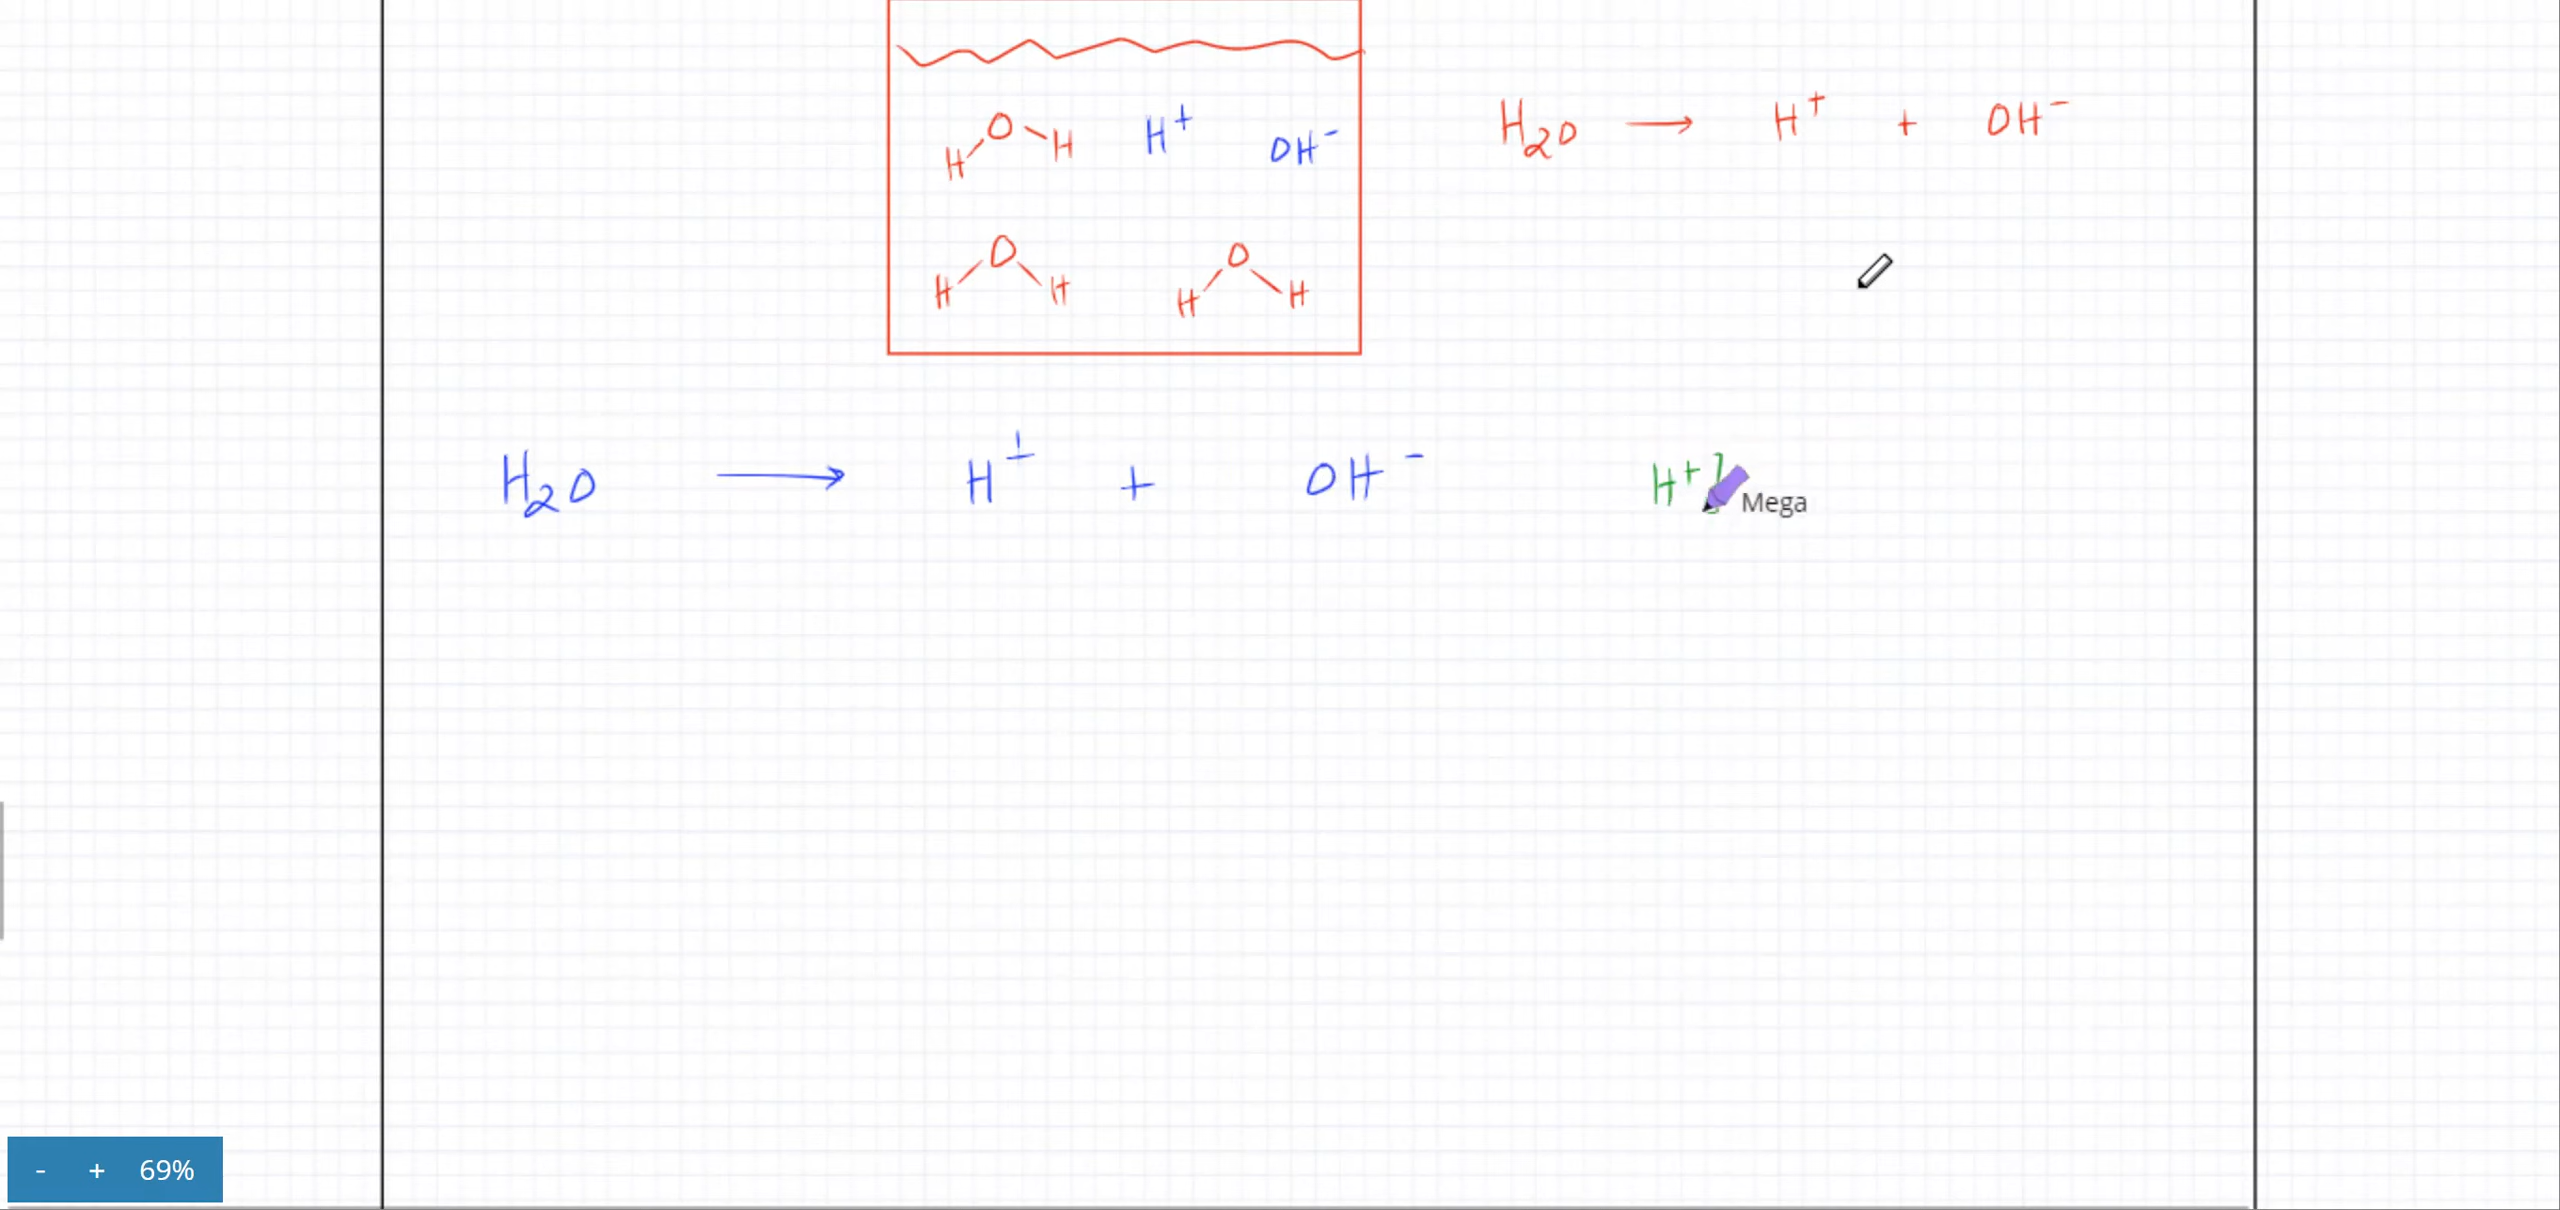 H₂O → H⁺ + OH⁻
O H H H⁺ OH⁻
O H H O H H
H₂O → H⁺ + OH⁻ H⁺]
Mega
- + 69%